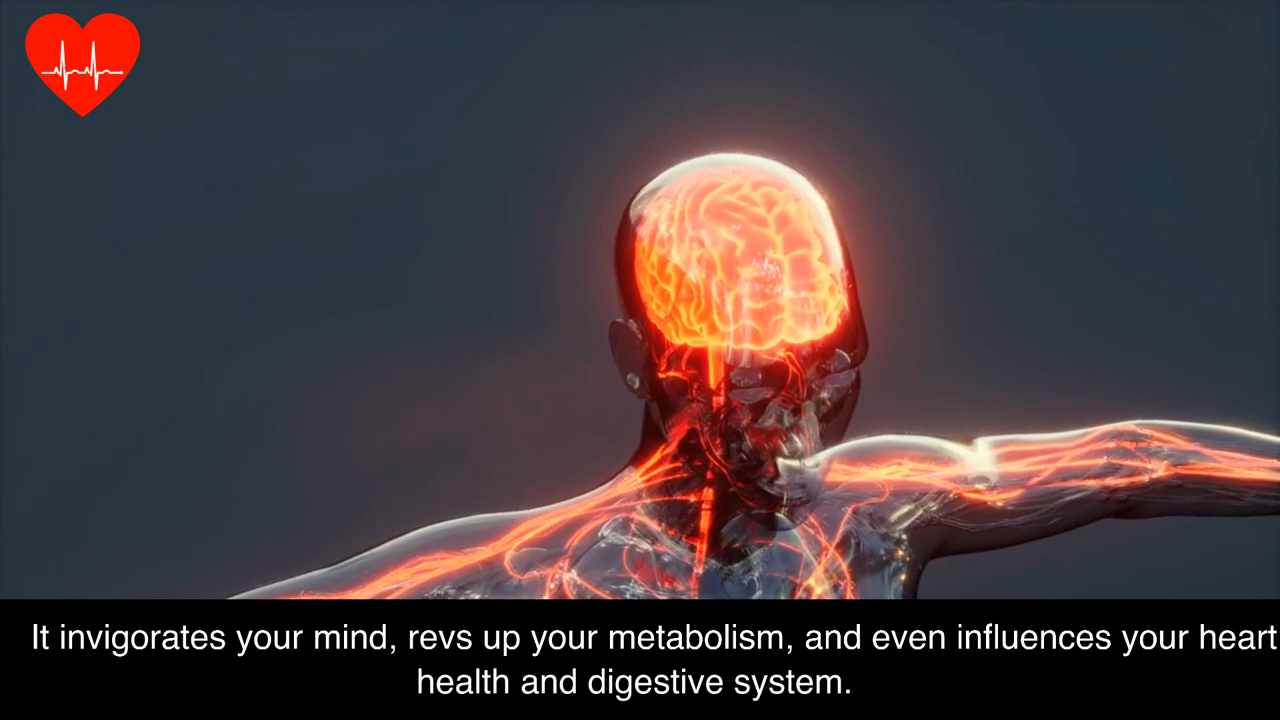 It invigorates your mind, revs up your metabolism, and even influences your heart
health and digestive system.